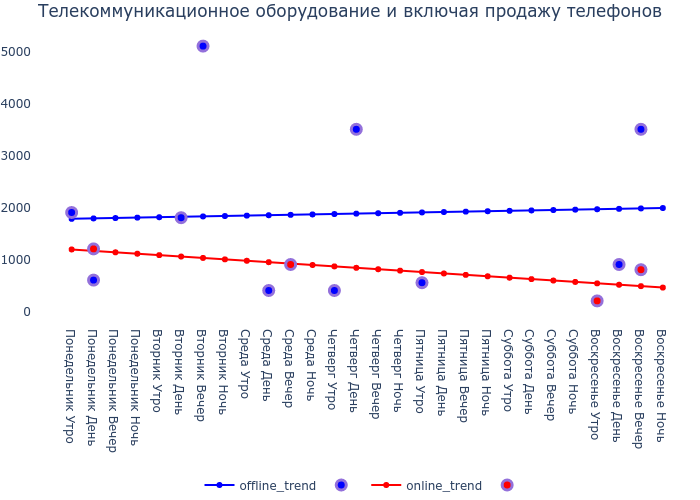 Телекоммуникационное оборудование и включая продажу телефонов
5000
4000
3000
2000
1000
0
Понедельник Утро
Понедельник День
Понедельник Вечер
Понедельник Ночь
Вторник Утро
Вторник День
Вторник Вечер
Вторник Ночь
Среда Утро
Среда День
Среда Вечер
Среда Ночь
Четверг Утро
Четверг День
Четверг Вечер
Четверг Ночь
Пятница Утро
Пятница День
Пятница Вечер
Пятница Ночь
Суббота Утро
Суббота День
Суббота Вечер
Суббота Ночь
Воскресенье Утро
Воскресенье День
Воскресенье Вечер
Воскресенье Ночь
offline_trend
online_trend